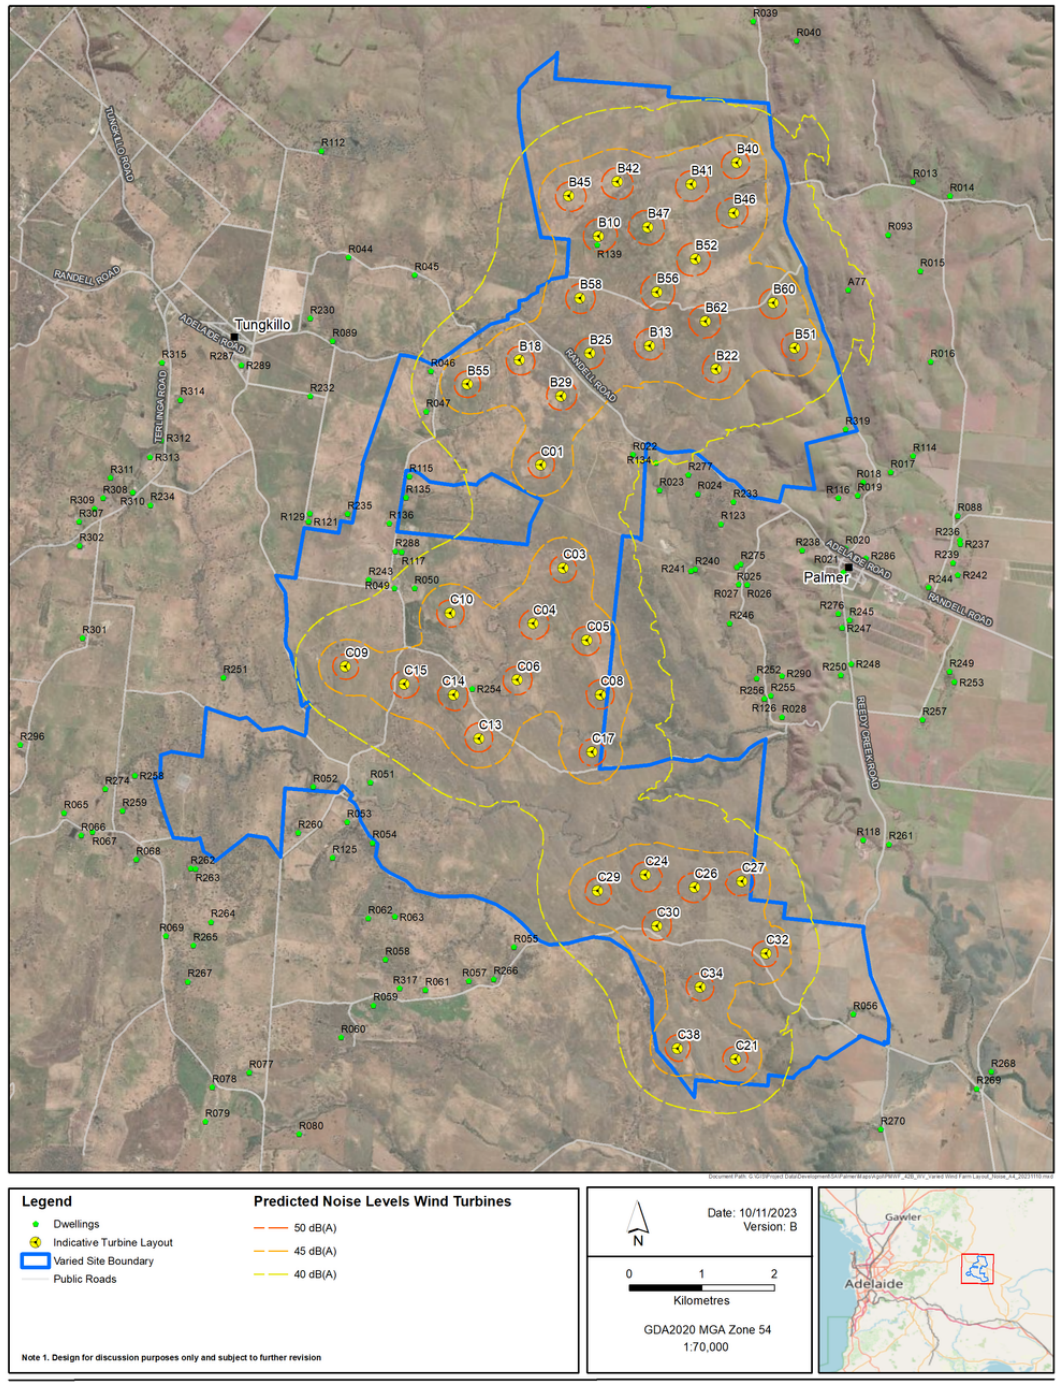 R039
R040
TUNGKILLO ROAD
R112
B40
B42
B41
B45
R013
R014
B46
B47
B10
R093
R139
B52
R044
R045
R015
RANDELL ROAD
A77
B56
B58
B60
R230
B62
ADELAIDE ROAD
Tungkillo
R089
B13
B51
B18
B25
R315
R287
R289
R046
RANDELL ROAD
B22
R016
B55
R232
B29
R314
TERLINGA ROAD
R047
R319
R312
C01
R022
R134
R114
R313
R017
R311
R115
R277
R018
R308
R310
R135
R023
R024
R116
R019
R309
R234
R233
R307
R129
R121
R235
R136
R123
R088
R302
R288
R117
R236
R237
R238
R020
ADELAIDE ROAD
C03
R239
R275
R021
R286
R243
R049
R050
R241
R240
Palmer
R242
R027
R025
R026
R244
C10
RANDELL ROAD
C04
R276
R245
R246
R247
R301
C05
C09
R251
C15
C14
C06
R254
C08
R250
R248
R249
R252
R290
R253
R256
R255
R126
R028
R257
C13
R296
C17
REEDY CREEK ROAD
R258
R274
R052
R051
R065
R259
R053
R066
R067
R260
R054
R118
R261
R125
R068
R262
R263
C24
C27
C29
C26
R264
R062
R063
C30
R069
R265
R055
C32
R058
R267
R317
R061
R057
R266
C34
R059
R056
R060
C38
C21
R077
R268
R078
R269
R079
R080
R270
Legend
Dwellings
Indicative Turbine Layout
Varied Site Boundary
Public Roads
Predicted Noise Levels Wind Turbines
50 dB(A)
45 dB(A)
40 dB(A)
Note 1. Design for discussion purposes only and subject to further revision
N
Date: 10/11/2023
Version: B
0 1 2
Kilometres
GDA2020 MGA Zone 54
1:70,000
Gawler
Adelaide